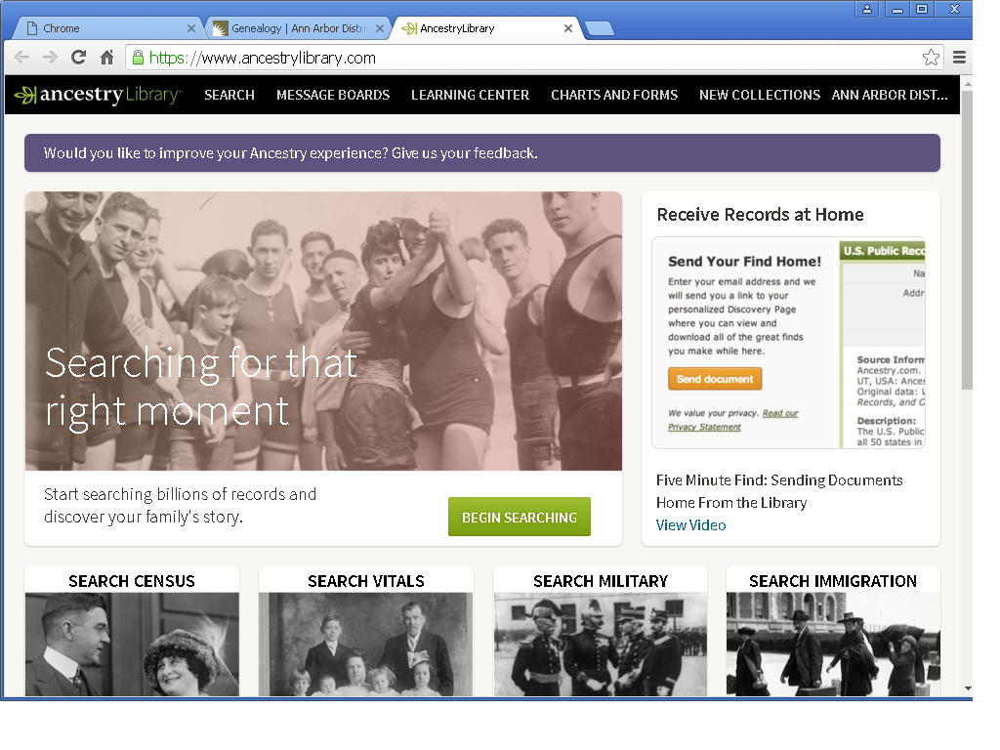 Chrome
Genealogy | Ann Arbor Distri
AncestryLibrary
https://www.ancestrylibrary.com
ancestryLibrary™
SEARCH
MESSAGE BOARDS
LEARNING CENTER
CHARTS AND FORMS
NEW COLLECTIONS
ANN ARBOR DIST...
Would you like to improve your Ancestry experience? Give us your feedback.
Searching for that
right moment
Start searching billions of records and
discover your family's story.
BEGIN SEARCHING
Receive Records at Home
Send Your Find Home!
Enter your email address and we
will send you a link to your
personalized Discovery Page
where you can view and
download all of the great finds
you make while here.
Send document
We value your privacy. Read our
Privacy Statement
U.S. Public Reco
Na
Addr
Source Inform
Ancestry.com.
UT, USA: Ances
Original data: V
Records, and C
Description:
The U.S. Public
all 50 states in
Five Minute Find: Sending Documents
Home From the Library
View Video
SEARCH CENSUS
SEARCH VITALS
SEARCH MILITARY
SEARCH IMMIGRATION